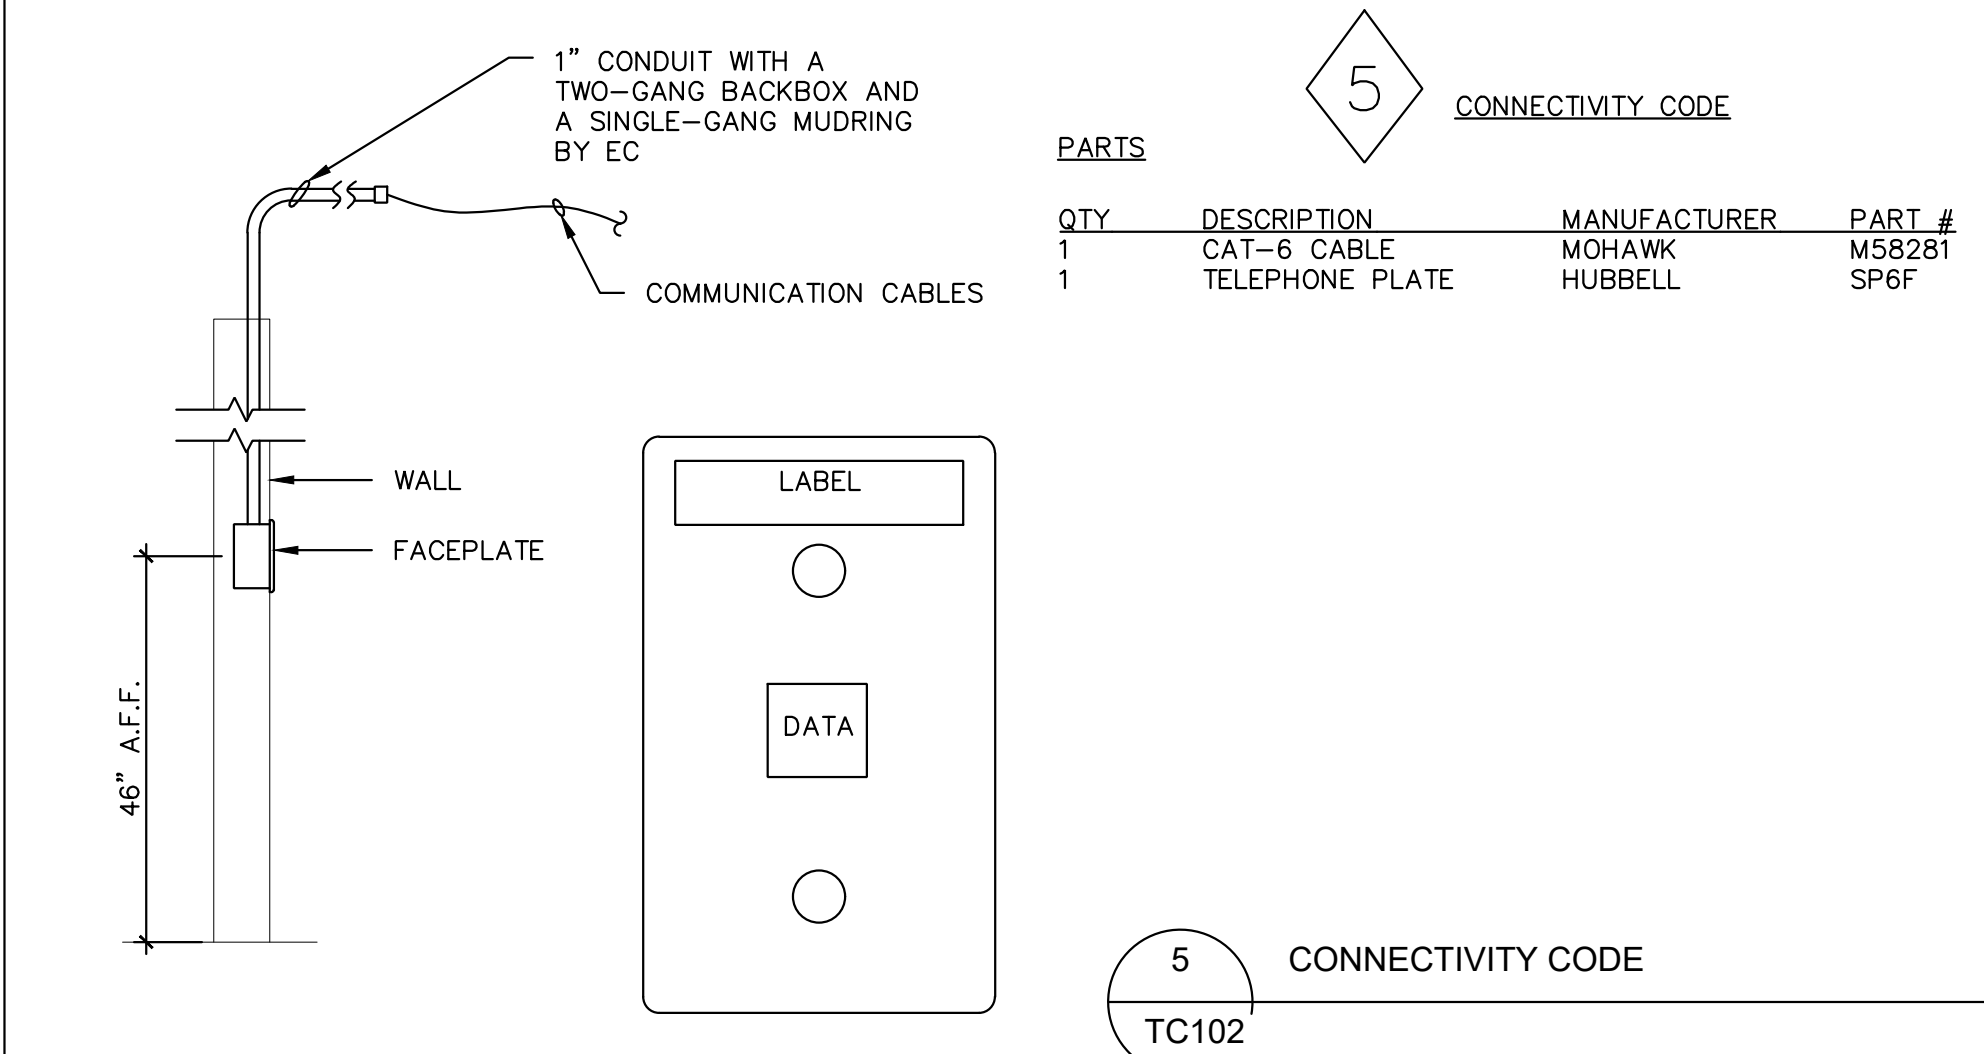 1” CONDUIT WITH A
TWO-GANG BACKBOX AND
A SINGLE-GANG MUDRING
BY EC
COMMUNICATION CABLES
WALL
FACEPLATE
46” A.F.F.
LABEL
DATA
5
CONNECTIVITY CODE
PARTS
QTY DESCRIPTION MANUFACTURER PART #
1 CAT-6 CABLE MOHAWK M58281
1 TELEPHONE PLATE HUBBELL SP6F
5
CONNECTIVITY CODE
TC102